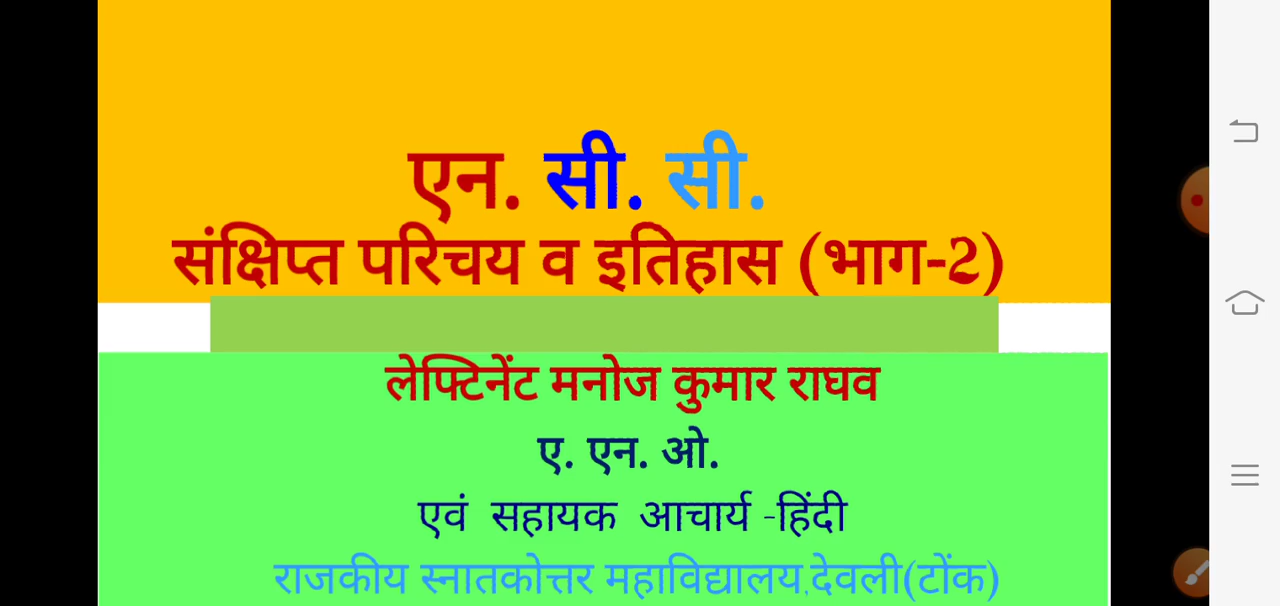 एन. सी. सी.
संक्षिप्त परिचय व इतिहास (भाग-2)
लेफ्टिनेंट मनोज कुमार राघव
ए. एन. ओ.
एवं सहायक आचार्य -हिंदी
राजकीय स्नातकोत्तर महाविद्यालय,देवली(टोंक)